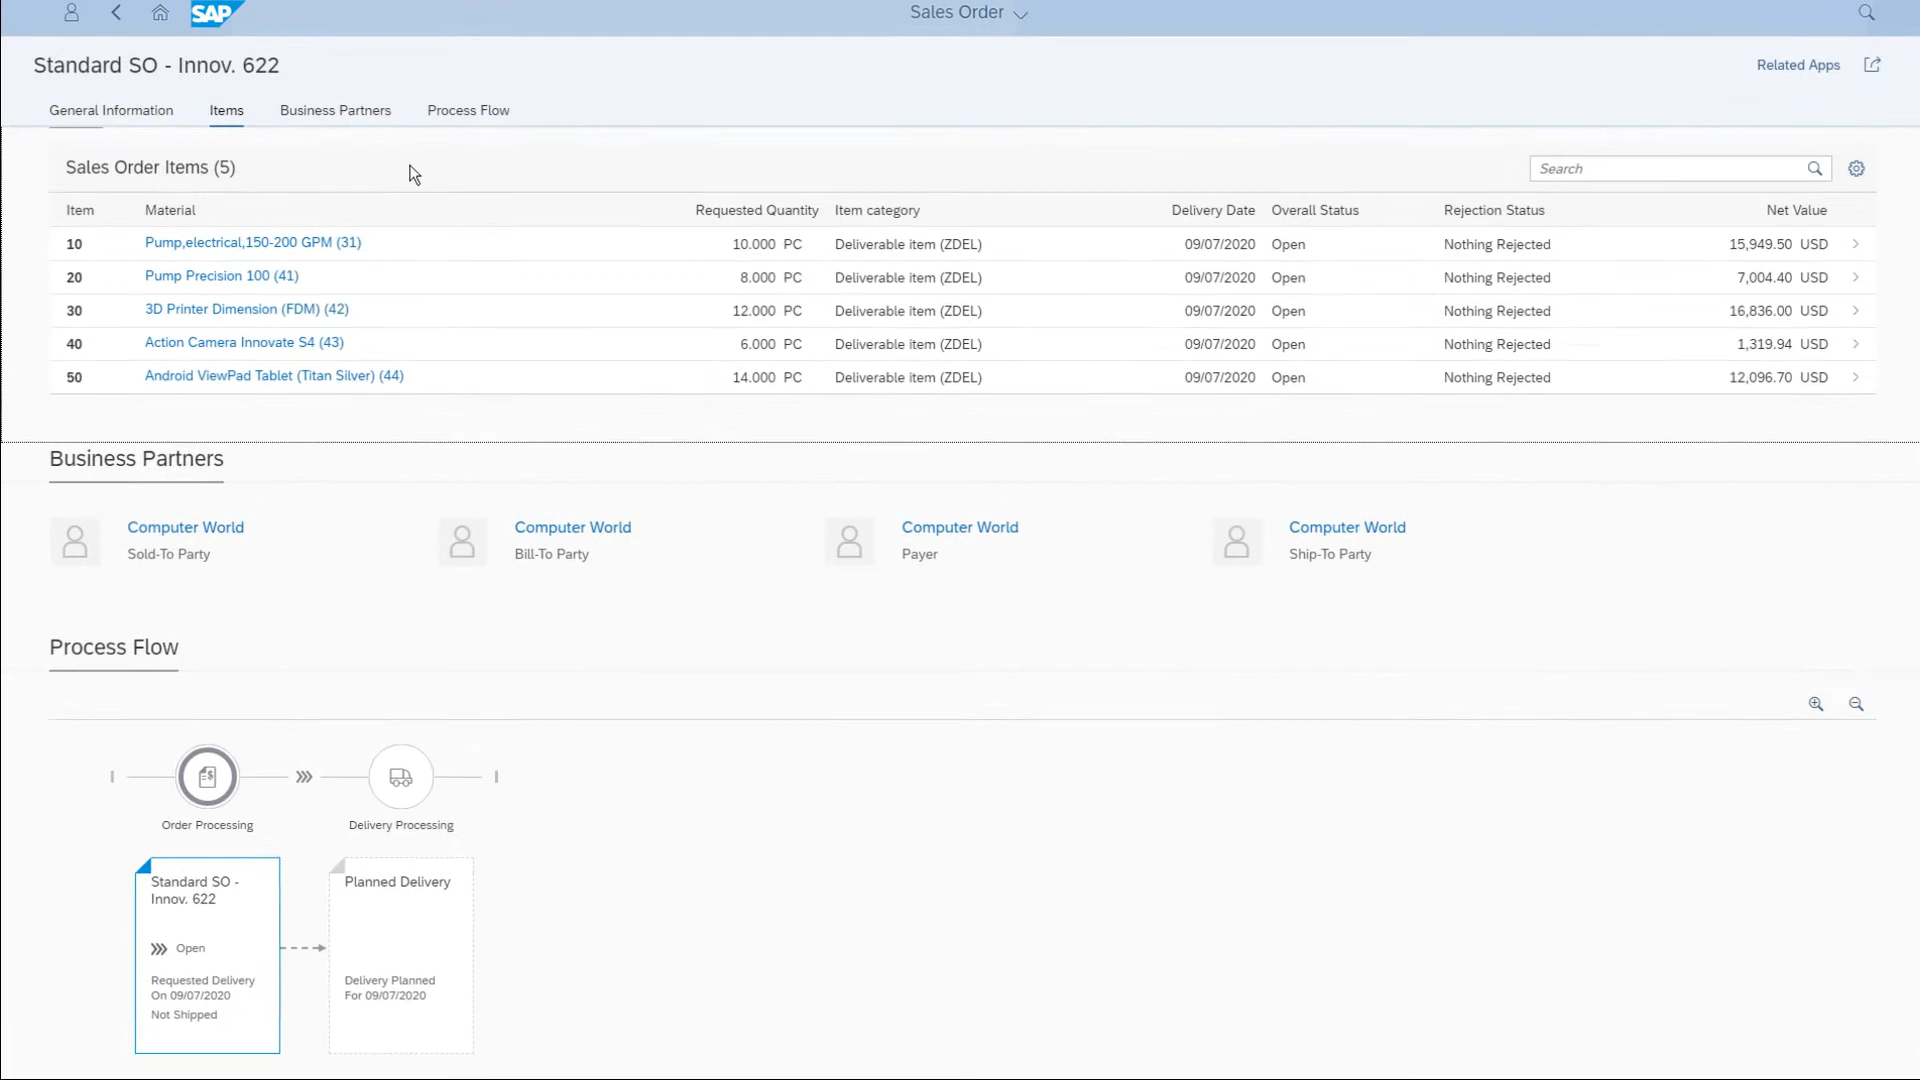 SAP
Sales Order
Standard SO - Innov. 622
Related Apps
General Information Items Business Partners Process Flow
Sales Order Items (5)
Search
Item Material Requested Quantity Item category Delivery Date Overall Status Rejection Status Net Value
10 Pump,electrical,150-200 GPM (31) 10.000 PC Deliverable item (ZDEL) 09/07/2020 Open Nothing Rejected 15,949.50 USD
20 Pump Precision 100 (41) 8.000 PC Deliverable item (ZDEL) 09/07/2020 Open Nothing Rejected 7,004.40 USD
30 3D Printer Dimension (FDM) (42) 12.000 PC Deliverable item (ZDEL) 09/07/2020 Open Nothing Rejected 16,836.00 USD
40 Action Camera Innovate S4 (43) 6.000 PC Deliverable item (ZDEL) 09/07/2020 Open Nothing Rejected 1,319.94 USD
50 Android ViewPad Tablet (Titan Silver) (44) 14.000 PC Deliverable item (ZDEL) 09/07/2020 Open Nothing Rejected 12,096.70 USD
Business Partners
Computer World Computer World Computer World Computer World
Sold-To Party Bill-To Party Payer Ship-To Party
Process Flow
Order Processing Delivery Processing
Standard SO -
Innov. 622
Open
Requested Delivery
On 09/07/2020
Not Shipped
Planned Delivery
Delivery Planned
For 09/07/2020